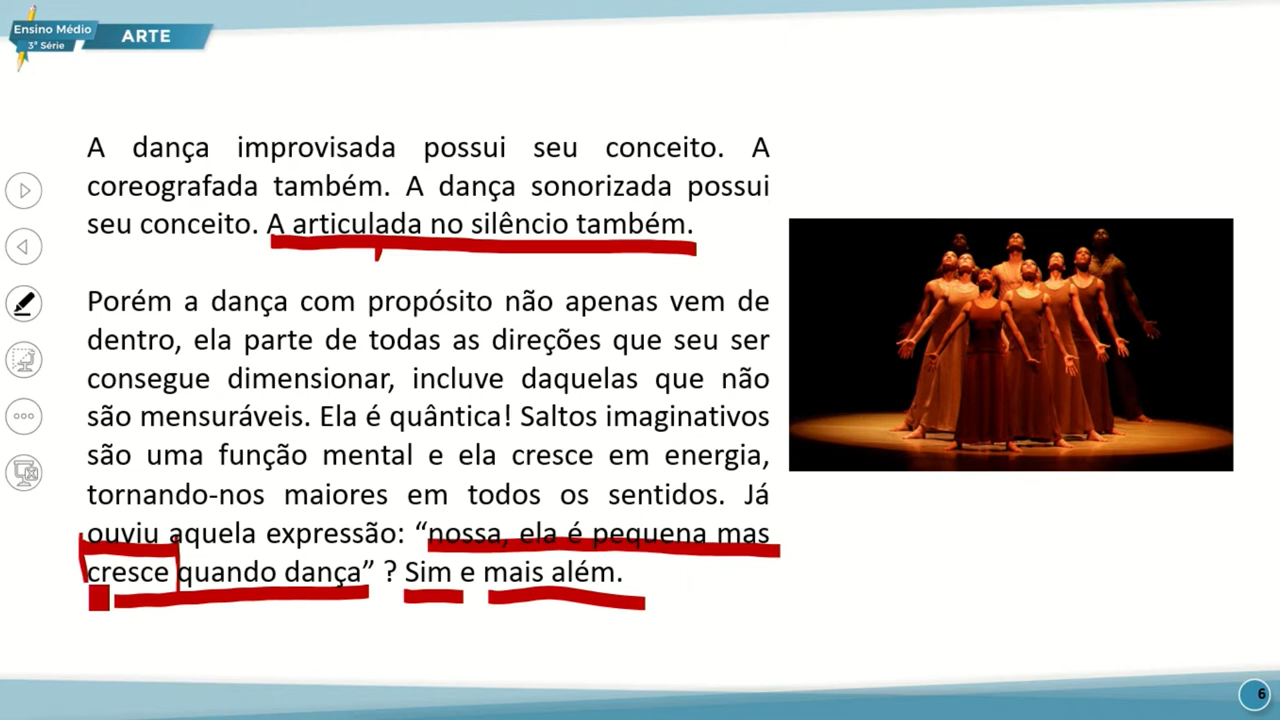 Ensino Médio
3ª Série
ARTE
A dança improvisada possui seu conceito. A
coreografada também. A dança sonorizada possui
seu conceito. A articulada no silêncio também.
Porém a dança com propósito não apenas vem de
dentro, ela parte de todas as direções que seu ser
consegue dimensionar, incluve daquelas que não
são mensuráveis. Ela é quântica! Saltos imaginativos
são uma função mental e ela cresce em energia,
tornando-nos maiores em todos os sentidos. Já
ouviu aquela expressão: “nossa, ela é pequena mas
cresce quando dança” ? Sim e mais além.
6